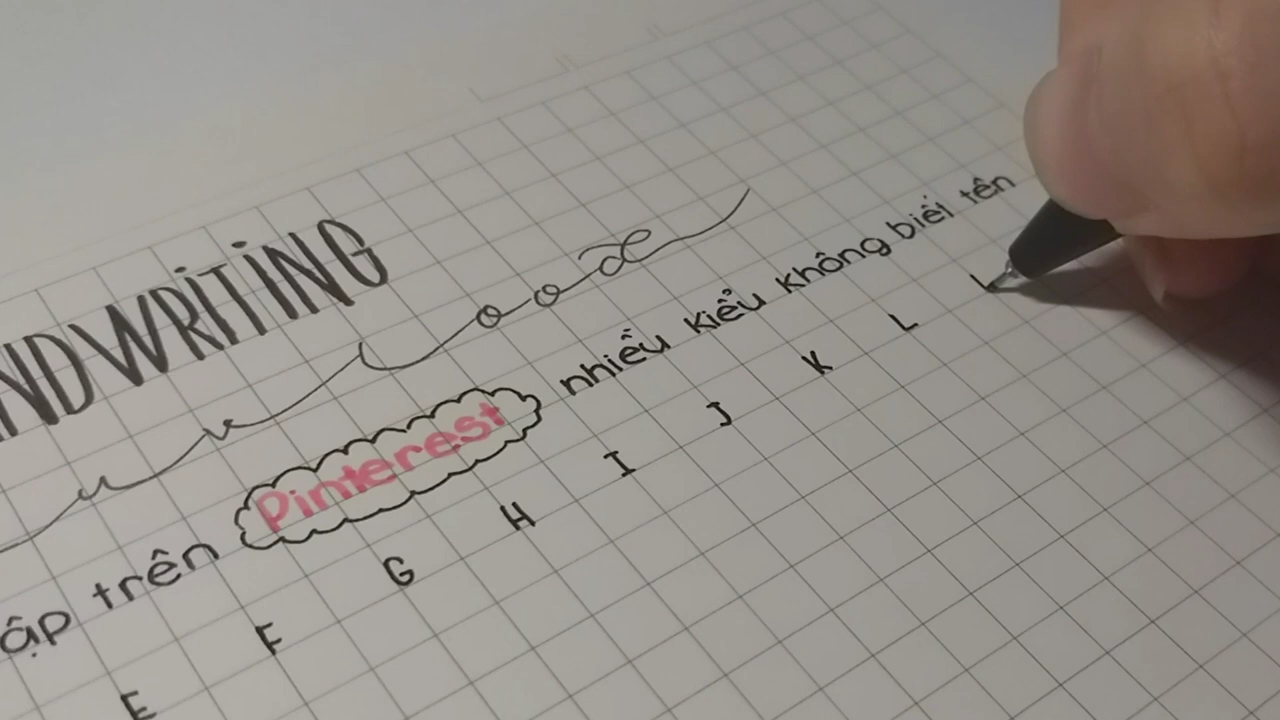 NDWRiTiNG
ập trên Pinterest nhiều kiểu không biết tên
E F G H I J K L